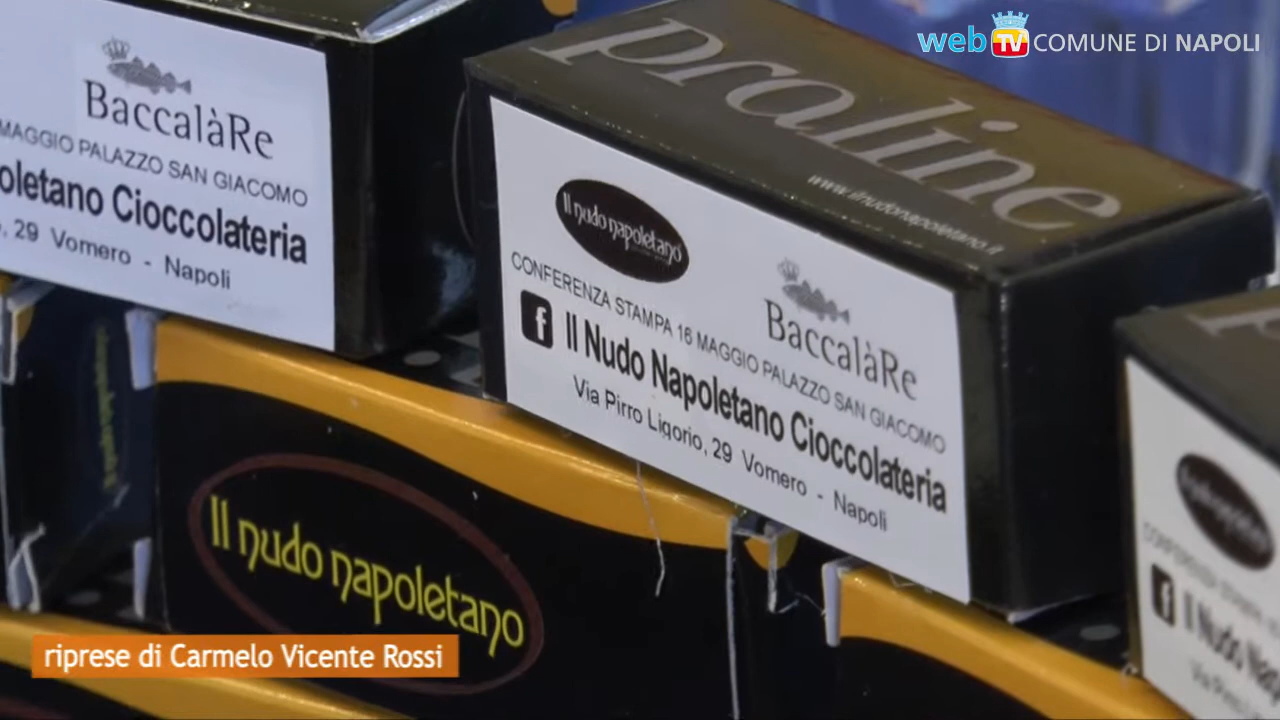 web TV COMUNE DI NAPOLI
BaccalàRe
MAGGIO PALAZZO SAN GIACOMO
oletano Cioccolateria
, 29 Vomero - Napoli
praline
www.ilnudonapoletano.it
Il nudo napoletano
BaccalàRe
CONFERENZA STAMPA 16 MAGGIO PALAZZO SAN GIACOMO
f Il Nudo Napoletano Cioccolateria
Via Pirro Ligorio, 29 Vomero - Napoli
Il nudo napoletano
f Il Nudo Nap
riprese di Carmelo Vicente Rossi